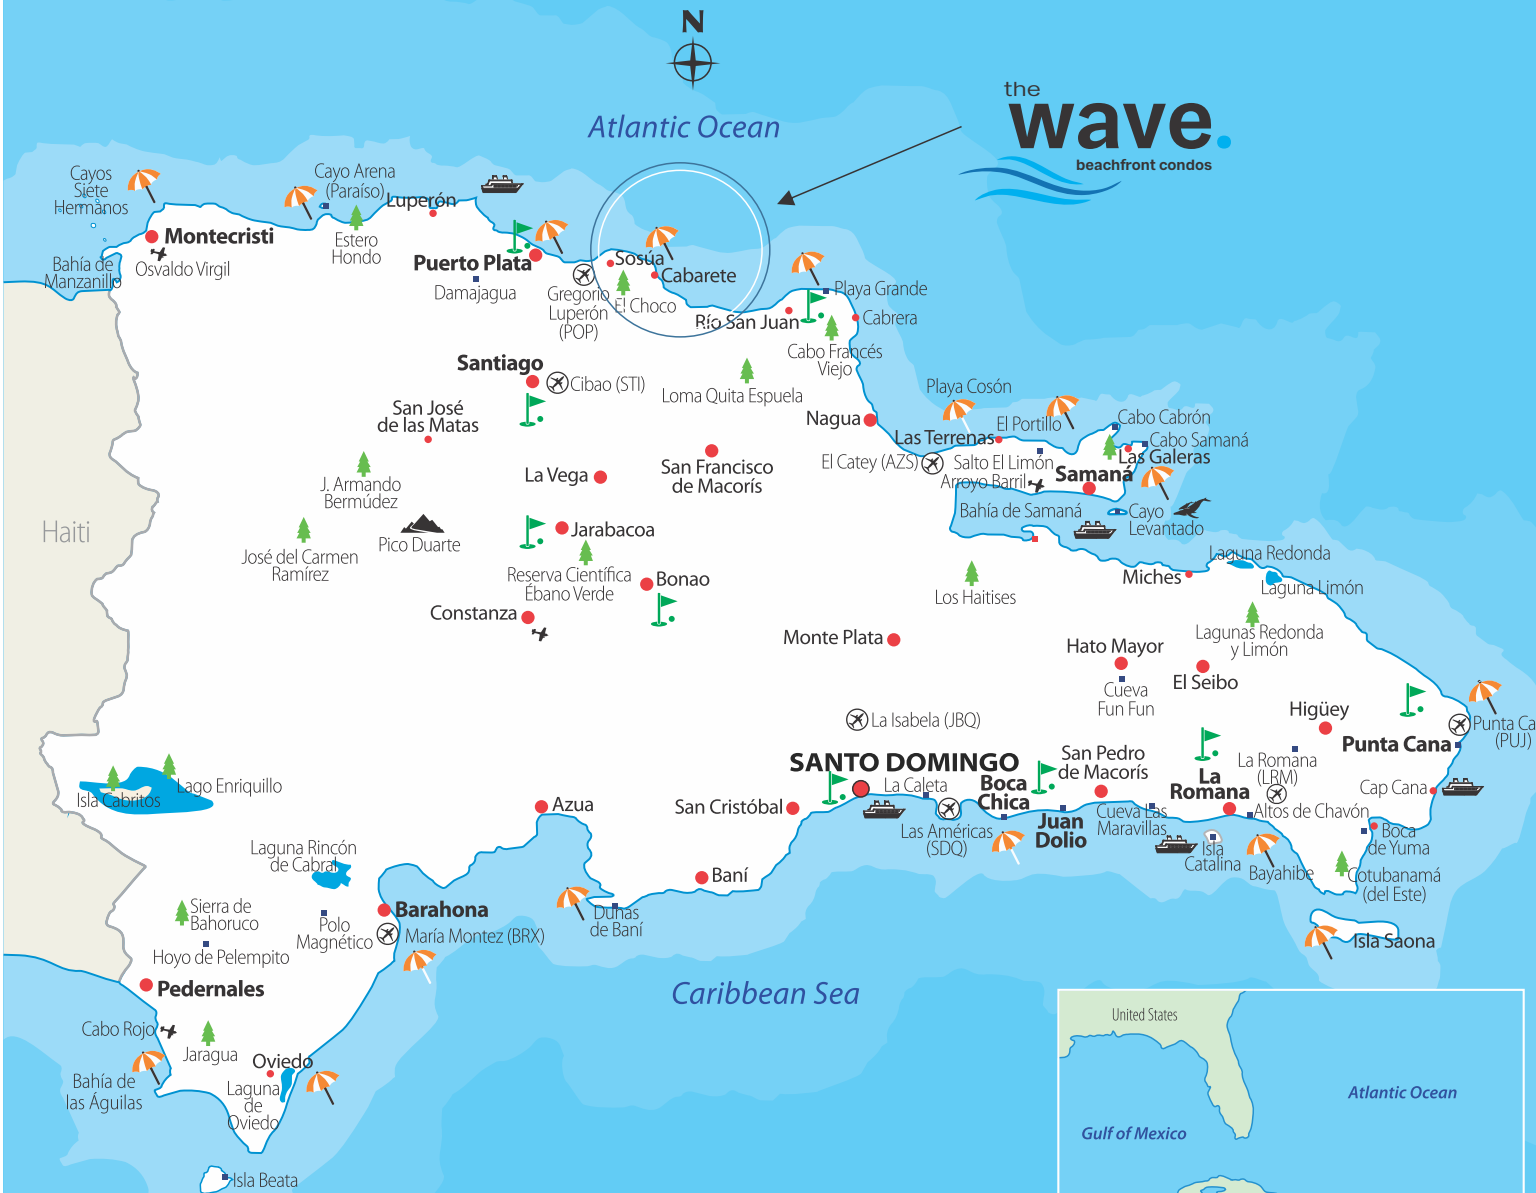 N
the
wave.
beachfront condos
Atlantic Ocean
Cayos
Siete
Hermanos
Cayo Arena
(Paraíso)
Luperón
Montecristi
Osvaldo Virgil
Bahía de
Manzanillo
Estero
Hondo
Puerto Plata
Damajagua
Gregorio
Luperón
(POP)
Sosúa
Cabarete
El Choco
Río San Juan
Playa Grande
Cabrera
Cabo Francés
Viejo
Santiago
Cibao (STI)
Loma Quita Espuela
San José
de las Matas
Playa Cosón
Nagua
Las Terrenas
El Portillo
Cabo Cabrón
Cabo Samaná
Las Galeras
El Catey (AZS)
Salto El Limón
Arroyo Barril
Samaná
Bahía de Samaná
Cayo
Levantado
La Vega
San Francisco
de Macorís
J. Armando
Bermúdez
Haiti
Pico Duarte
José del Carmen
Ramírez
Jarabacoa
Reserva Científica
Ébano Verde
Bonao
Constanza
Laguna Redonda
Miches
Laguna Limón
Los Haitises
Lagunas Redonda
y Limón
Monte Plata
Hato Mayor
Cueva
Fun Fun
El Seibo
Higüey
La Isabela (JBQ)
Punta Cana
Punta Ca
(PUJ)
SANTO DOMINGO
La Caleta
Boca
Chica
San Pedro
de Macorís
La Romana
(LRM)
La
Romana
Cap Cana
Lago Enriquillo
Isla Cabritos
Azua
San Cristóbal
Las Américas
(SDQ)
Juan
Dolio
Cueva Las
Maravillas
Altos de Chavón
Isla
Catalina
Bayahibe
Boca
de Yuma
Cotubanamá
(del Este)
Laguna Rincón
de Cabral
Baní
Dunas
de Baní
Sierra de
Bahoruco
Polo
Magnético
Barahona
María Montez (BRX)
Hoyo de Pelempito
Isla Saona
Pedernales
Caribbean Sea
Cabo Rojo
Jaragua
Oviedo
Bahía de
las Águilas
Laguna
de
Oviedo
Isla Beata
United States
Atlantic Ocean
Gulf of Mexico